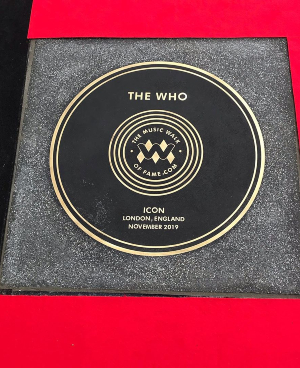 THE WHO
THE MUSIC WALK
OF FAME.COM
ICON
LONDON, ENGLAND
NOVEMBER 2019